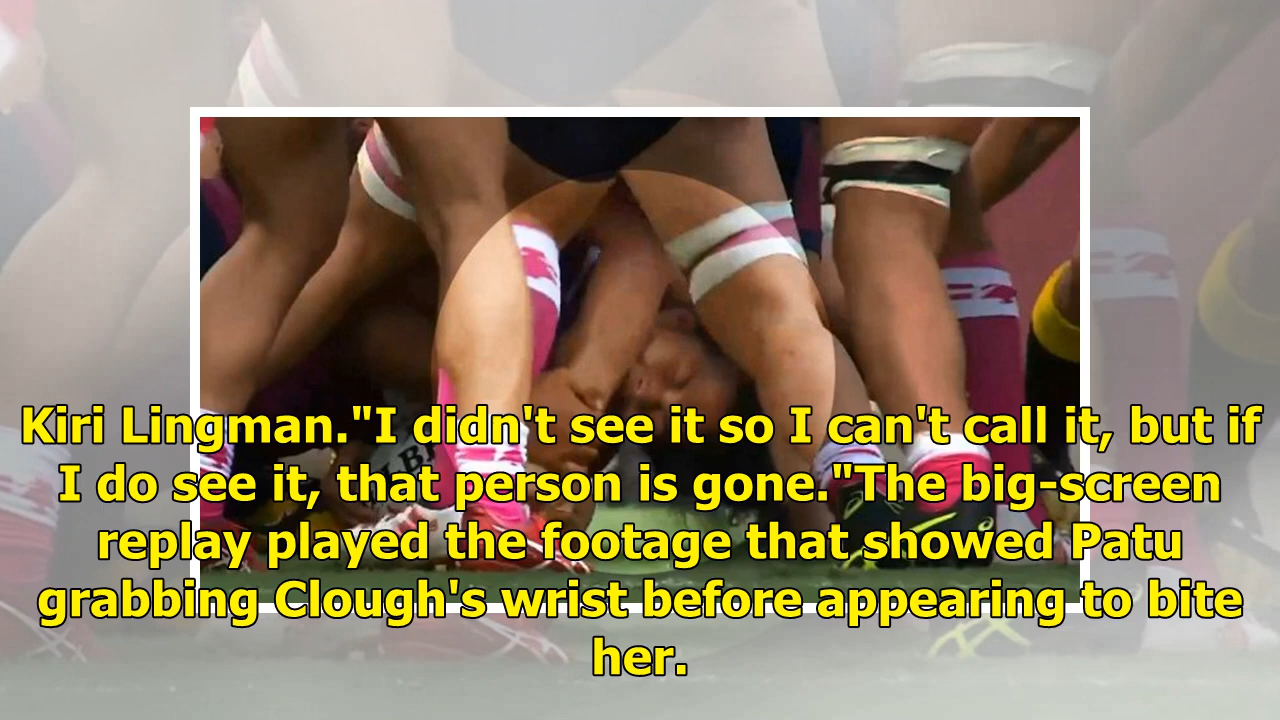 Kiri Lingman."I didn't see it so I can't call it, but if
I do see it, that person is gone."The big-screen
replay played the footage that showed Patu
grabbing Clough's wrist before appearing to bite
her.